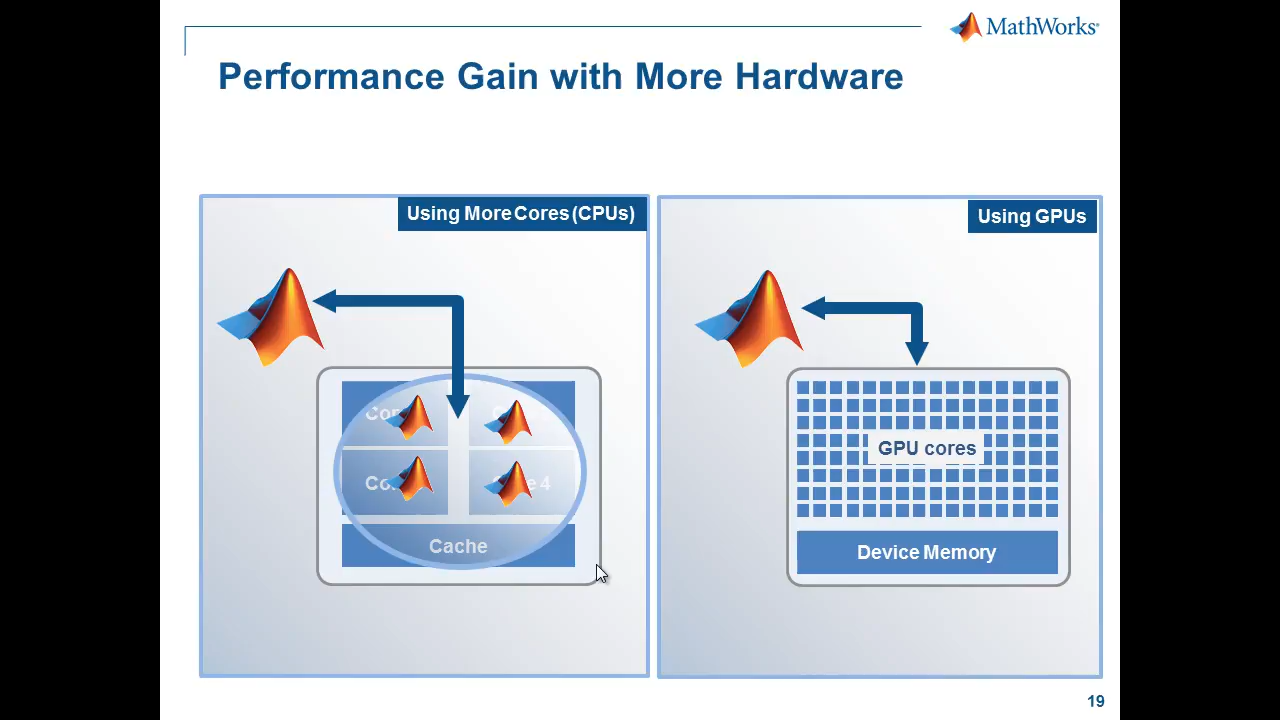 MathWorks®
Performance Gain with More Hardware
Using More Cores (CPUs)
Using GPUs
GPU cores
Cache
Device Memory
19